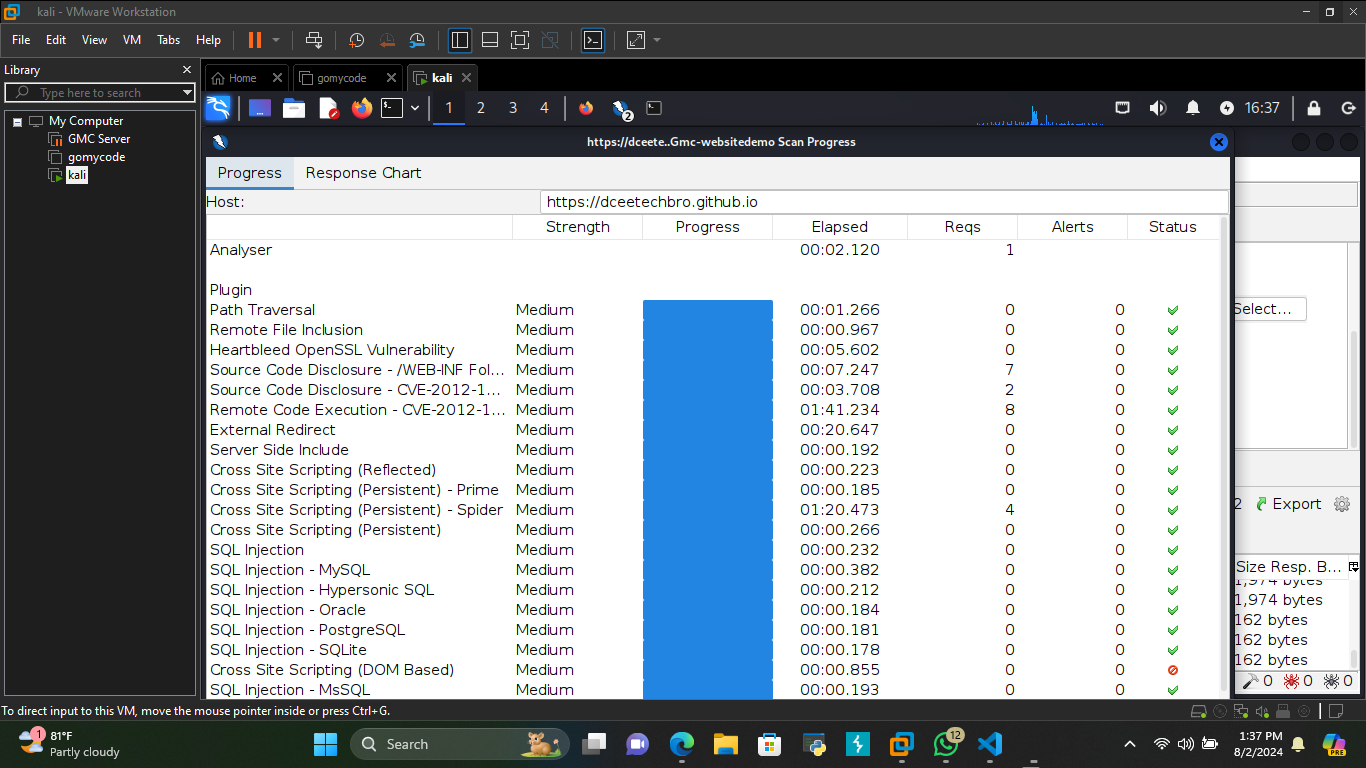 kali - VMware Workstation
File Edit View VM Tabs Help
Library
Type here to search
My Computer
GMC Server
gomycode
kali
Home gomycode kali
1 2 3 4 2 16:37
https://dceete..Gmc-websitedemo Scan Progress
Progress Response Chart
Host: https://dceetechbro.github.io
Strength Progress Elapsed Reqs Alerts Status
Analyser 00:02.120 1
Plugin
Path Traversal Medium 00:01.266 0 0
Remote File Inclusion Medium 00:00.967 0 0
Heartbleed OpenSSL Vulnerability Medium 00:05.602 0 0
Source Code Disclosure - /WEB-INF Fol... Medium 00:07.247 7 0
Source Code Disclosure - CVE-2012-1... Medium 00:03.708 2 0
Remote Code Execution - CVE-2012-1... Medium 01:41.234 8 0
External Redirect Medium 00:20.647 0 0
Server Side Include Medium 00:00.192 0 0
Cross Site Scripting (Reflected) Medium 00:00.223 0 0
Cross Site Scripting (Persistent) - Prime Medium 00:00.185 0 0
Cross Site Scripting (Persistent) - Spider Medium 01:20.473 4 0
Cross Site Scripting (Persistent) Medium 00:00.266 0 0
SQL Injection Medium 00:00.232 0 0
SQL Injection - MySQL Medium 00:00.382 0 0
SQL Injection - Hypersonic SQL Medium 00:00.212 0 0
SQL Injection - Oracle Medium 00:00.184 0 0
SQL Injection - PostgreSQL Medium 00:00.181 0 0
SQL Injection - SQLite Medium 00:00.178 0 0
Cross Site Scripting (DOM Based) Medium 00:00.855 0 0
SQL Injection - MsSQL Medium 00:00.193 0 0
Select...
2 Export
Size Resp. B...
1,974 bytes
1,974 bytes
162 bytes
162 bytes
162 bytes
0 0 0
To direct input to this VM, move the mouse pointer inside or press Ctrl+G.
1 81°F
Partly cloudy
Search
12
1:37 PM
8/2/2024
PRE